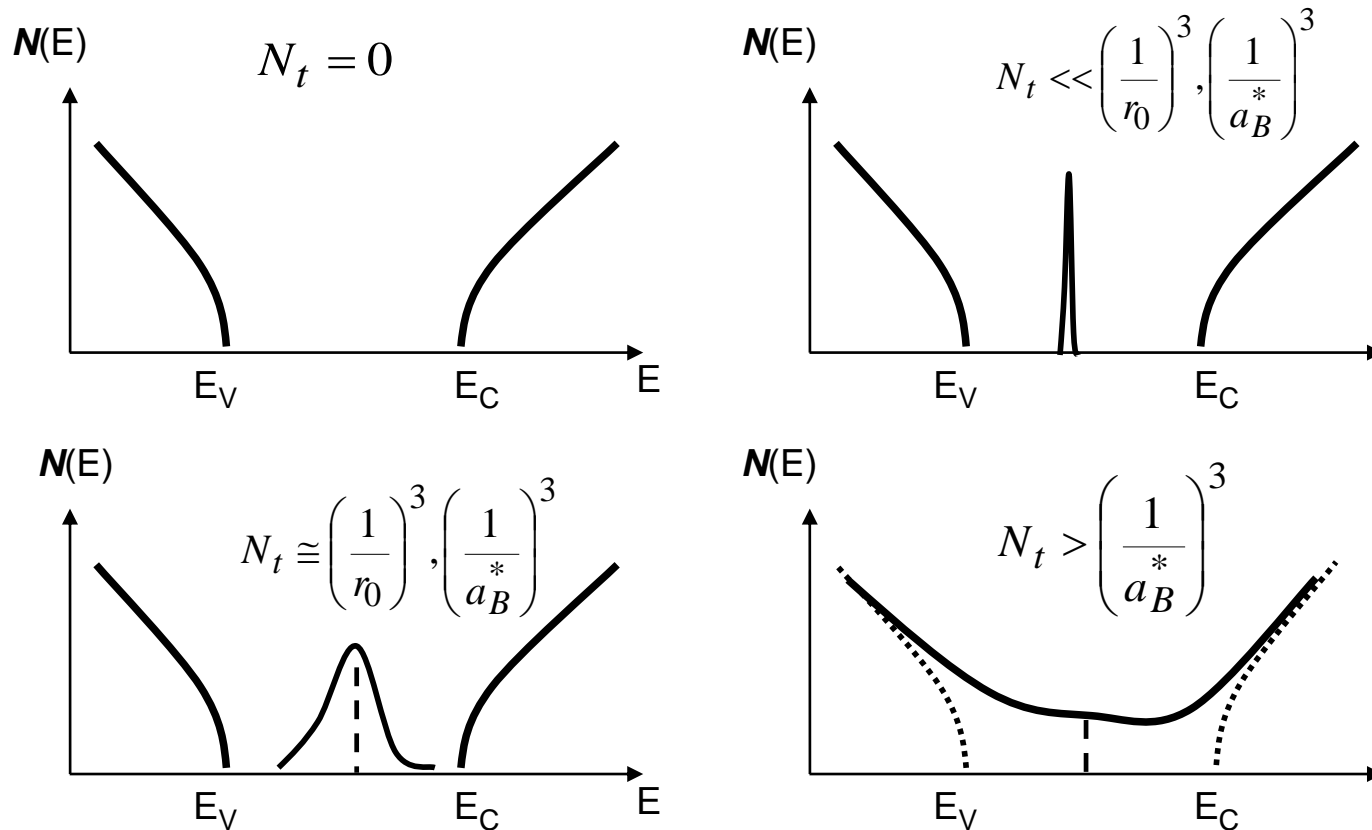 N(E)
N_t = 0
E_V E_C E
N(E)
N_t << (1/r_0)^3, (1/a_B^*)^3
E_V E_C
N(E)
N_t ≅ (1/r_0)^3, (1/a_B^*)^3
E_V E_C E
N(E)
N_t > (1/a_B^*)^3
E_V E_C